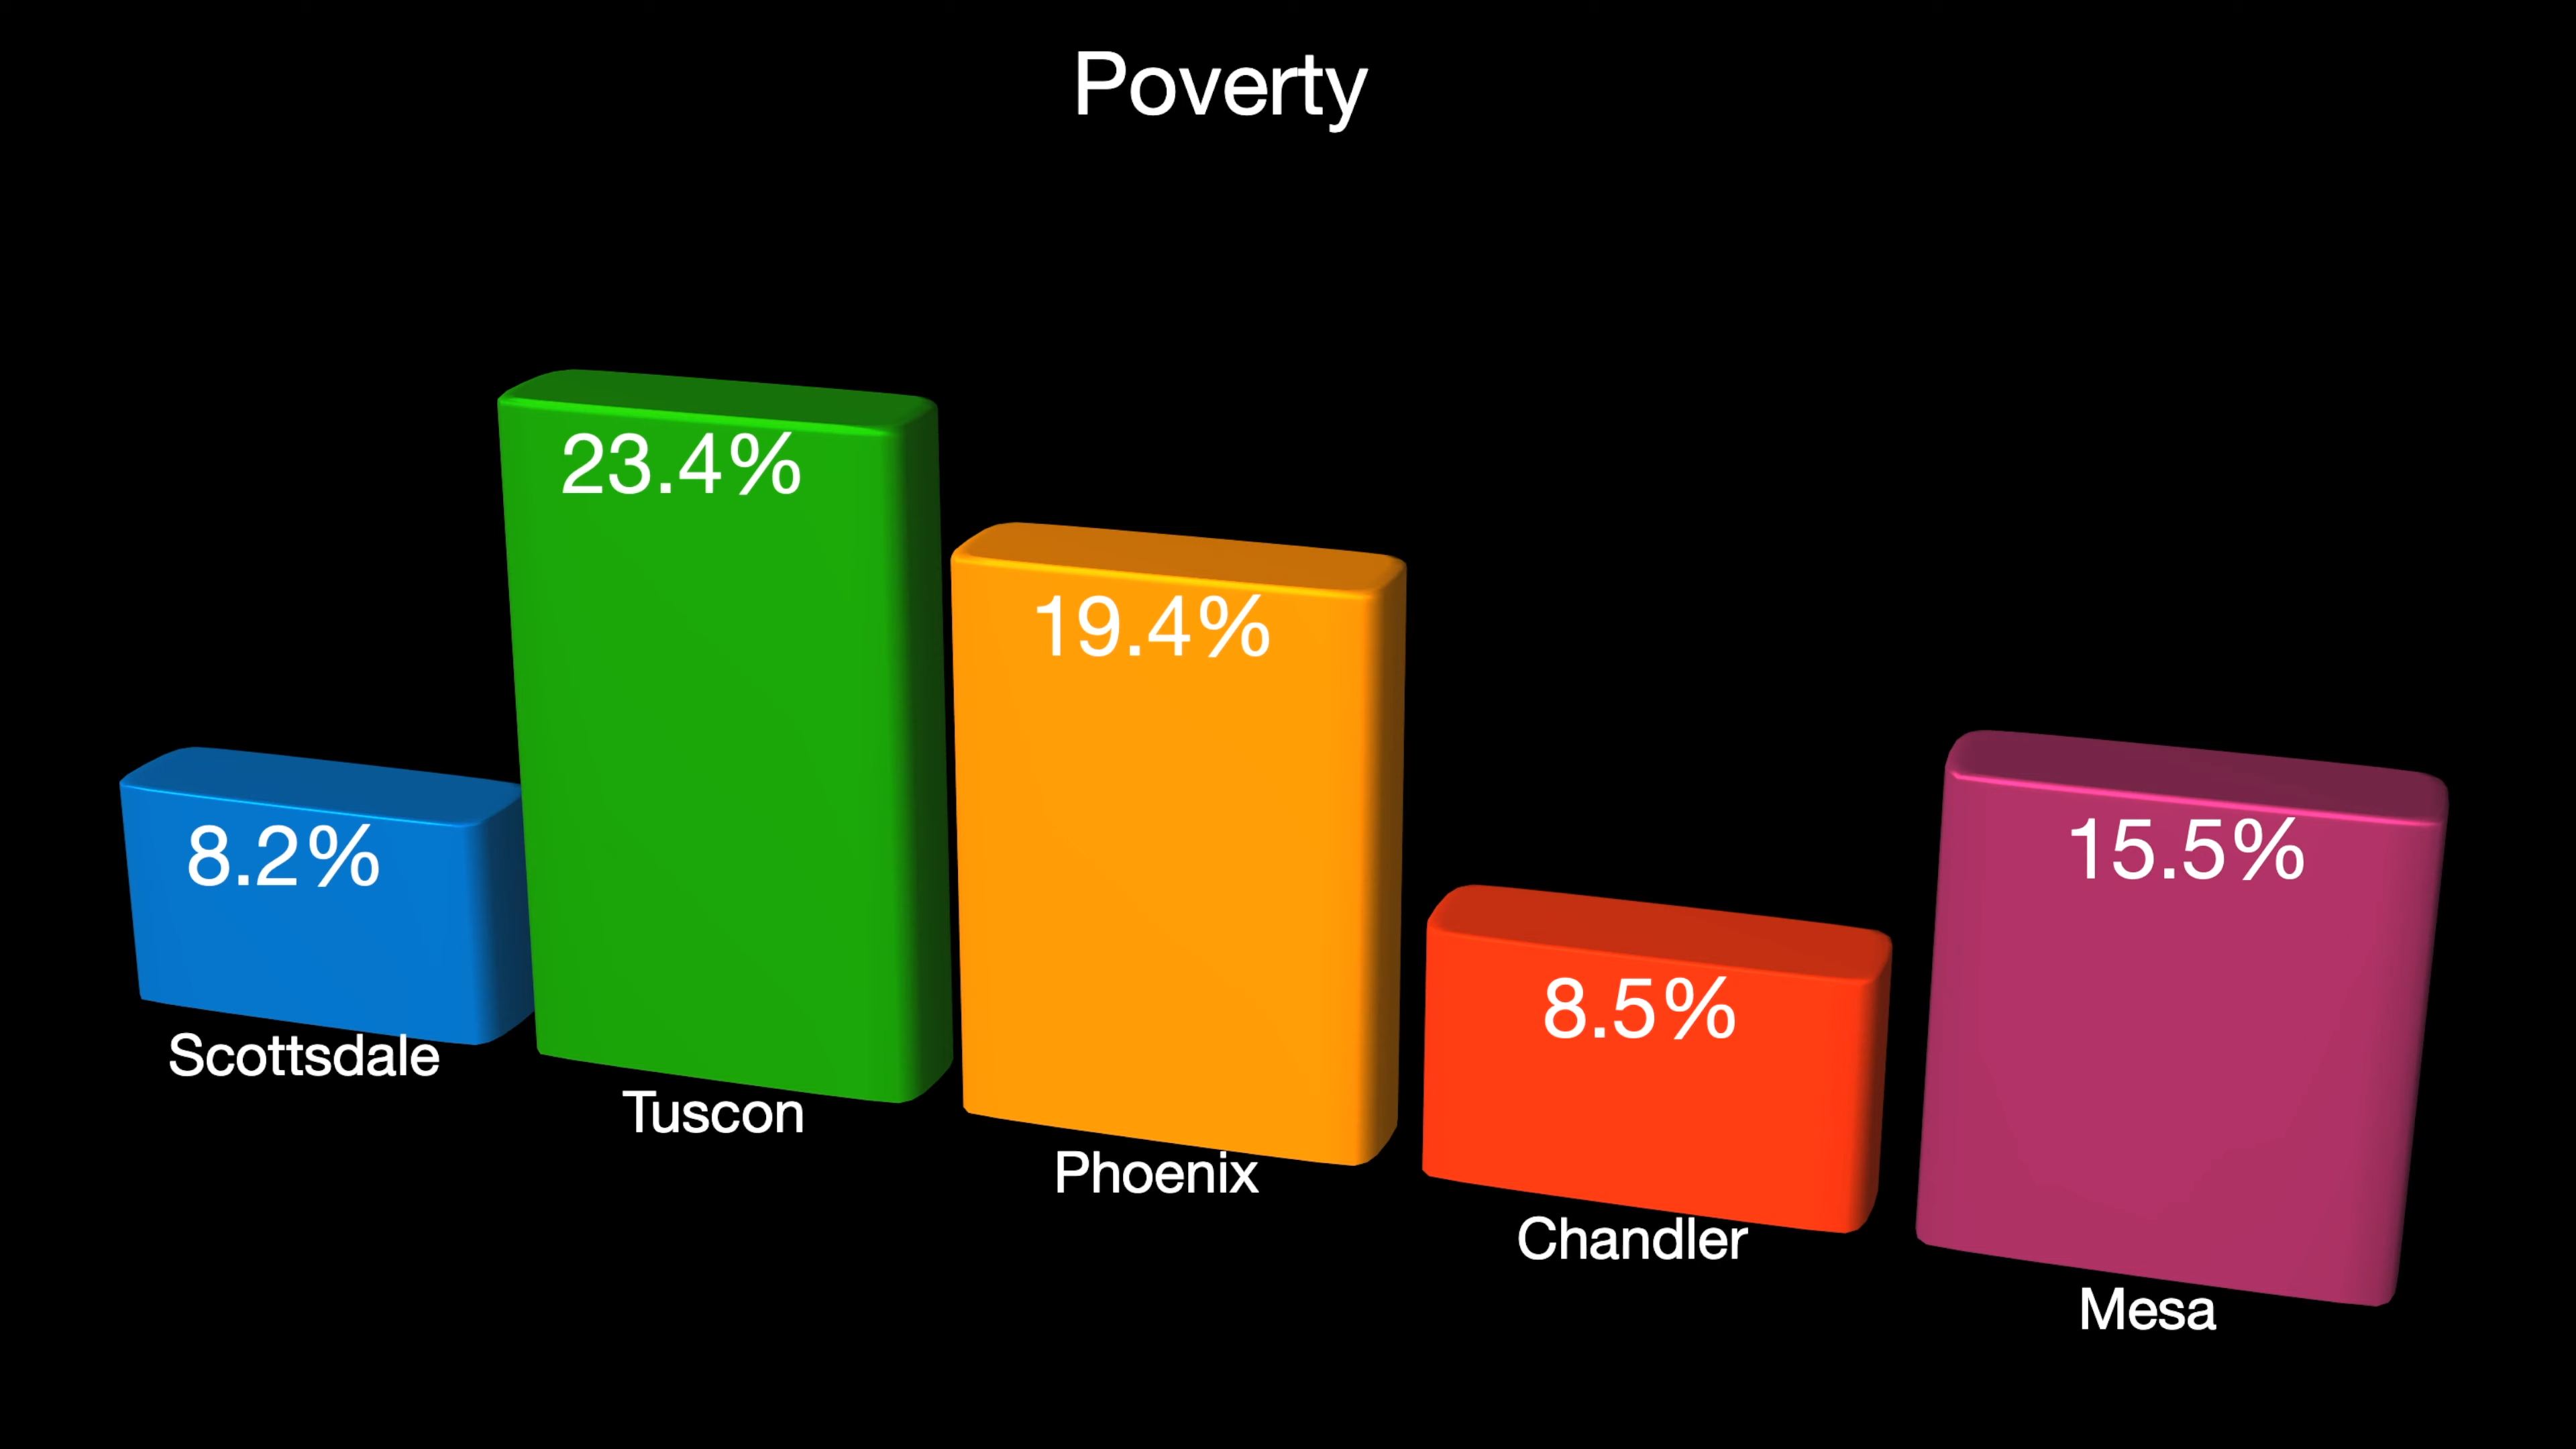 Poverty
23.4%
19.4%
8.2%
15.5%
8.5%
Scottsdale
Tuscon
Phoenix
Chandler
Mesa